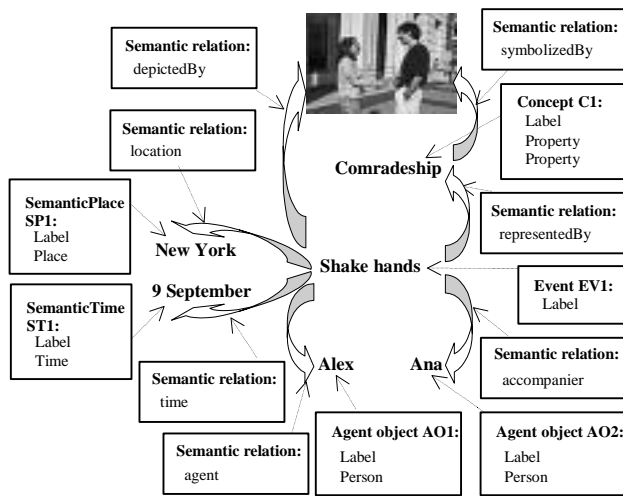 Semantic relation:
depictedBy
Semantic relation:
symbolizedBy
Semantic relation:
location
Concept C1:
Label
Property
Property
Comradeship
SemanticPlace
SP1:
Label
Place
New York
Semantic relation:
representedBy
Shake hands
9 September
SemanticTime
ST1:
Label
Time
Event EV1:
Label
Semantic relation:
time
Alex
Ana
Semantic relation:
accompanier
Semantic relation:
agent
Agent object AO1:
Label
Person
Agent object AO2:
Label
Person